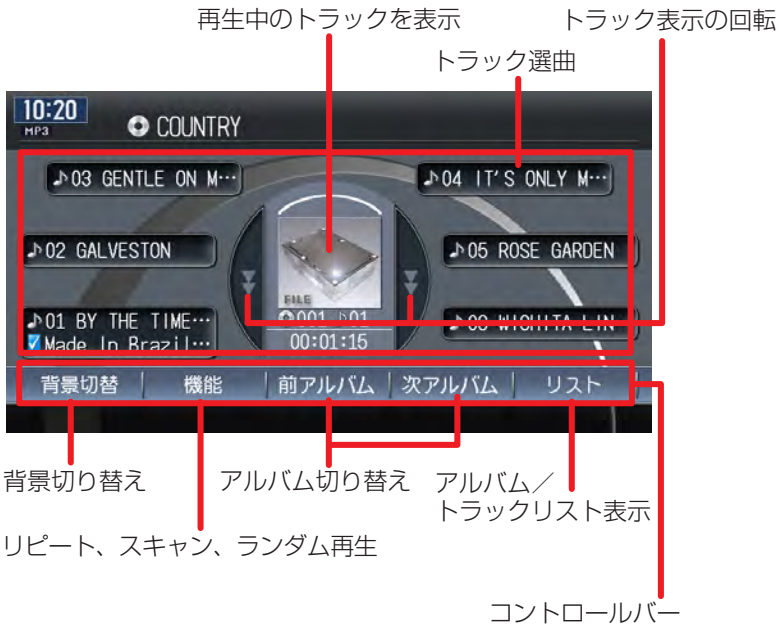 再生中のトラックを表示
トラック表示の回転
トラック選曲
10:20
MP3
COUNTRY
♪03 GENTLE ON M…
♪04 IT'S ONLY M…
♪02 GALVESTON
♪05 ROSE GARDEN
FILE
♪01 BY THE TIME…
001 ♪01
♪06 WICHITA LIN
Made In Brazil…
00:01:15
背景切替
機能
前アルバム
次アルバム
リスト
背景切り替え
アルバム切り替え
アルバム／
トラックリスト表示
リピート、スキャン、ランダム再生
コントロールバー